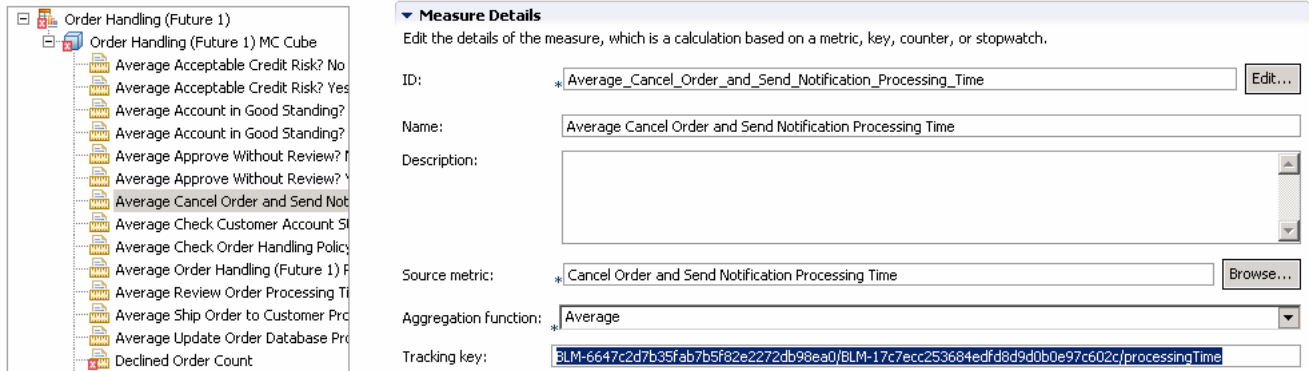 Order Handling (Future 1)
Order Handling (Future 1) MC Cube
Average Acceptable Credit Risk? No
Average Acceptable Credit Risk? Yes
Average Account in Good Standing?
Average Account in Good Standing?
Average Approve Without Review?
Average Approve Without Review?
Average Cancel Order and Send Not
Average Check Customer Account
Average Check Order Handling Policy
Average Order Handling (Future 1)
Average Review Order Processing Ti
Average Ship Order to Customer Pro
Average Update Order Database Pro
Declined Order Count
Measure Details
Edit the details of the measure, which is a calculation based on a metric, key, counter, or stopwatch.
ID: * Average_Cancel_Order_and_Send_Notification_Processing_Time Edit...
Name: Average Cancel Order and Send Notification Processing Time
Description:
Source metric: * Cancel Order and Send Notification Processing Time Browse...
Aggregation function: * Average
Tracking key: BLM-6647c2d7b35fab7b5f82e2272db98ea0/BLM-17c7ecc253684edfd8d9d0b0e97c602c/processingTime